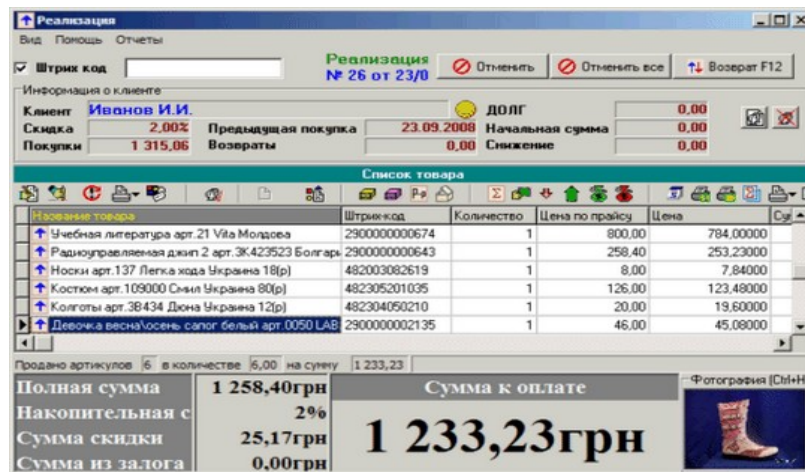 Реализация
Вид Помощь Отчеты
Штрих код
Реализация
№ 26 от 23/0
Отменить
Отменить все
Возврат F12
Информация о клиенте
Клиент Иванов И.И. ДОЛГ 0,00
Скидка 2,00% Предыдущая покупка 23.09.2008 Начальная сумма 0,00
Покупки 1 315,06 Возвраты 0,00 Снижение 0,00
Список товара
Название товара Штрих-код Количество Цена по прайсу Цена Су
Учебная литература арт.21 Vita Молдова 2900000000674 1 800,00 784,00000
Радиоуправляемая джип 2 арт.ЗК423523 Болгарь 2900000000643 1 258,40 253,23000
Носки арт.137 Легка хода Украина 18(р) 482003082619 1 8,00 7,84000
Костюм арт.109000 Смил Украина 80(р) 482305201035 1 126,00 123,48000
Колготы арт.3В434 Дюна Украина 12(р) 482304050210 1 20,00 19,60000
Девочка весна\осень сапог белый арт.0050 LAB 2900000002135 1 46,00 45,08000
Продано артикулов 6 в количестве 6,00 на сумму 1 233,23
Полная сумма 1 258,40грн
Накопительная с 2%
Сумма скидки 25,17грн
Сумма из залога 0,00грн
Сумма к оплате
1 233,23грн
Фотография (Ctrl+H